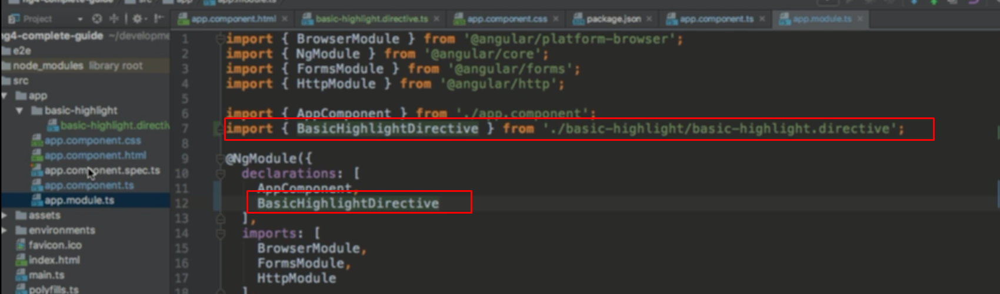 Project
app.component.html
basic-highlight.directive.ts
app.component.css
package.json
app.component.ts
app.module.ts
ng4-complete-guide ~/developme
e2e
node_modules library root
src
app
basic-highlight
basic-highlight.directiv
app.component.css
app.component.html
app.component.spec.ts
app.component.ts
app.module.ts
assets
environments
favicon.ico
index.html
main.ts
polyfills.ts
1 import { BrowserModule } from '@angular/platform-browser';
2 import { NgModule } from '@angular/core';
3 import { FormsModule } from '@angular/forms';
4 import { HttpModule } from '@angular/http';
5
6 import { AppComponent } from './app.component';
7 import { BasicHighlightDirective } from './basic-highlight/basic-highlight.directive';
8
9 @NgModule({
10 declarations: [
11 AppComponent,
12 BasicHighlightDirective
13 ],
14 imports: [
15 BrowserModule,
16 FormsModule,
17 HttpModule
18 ]